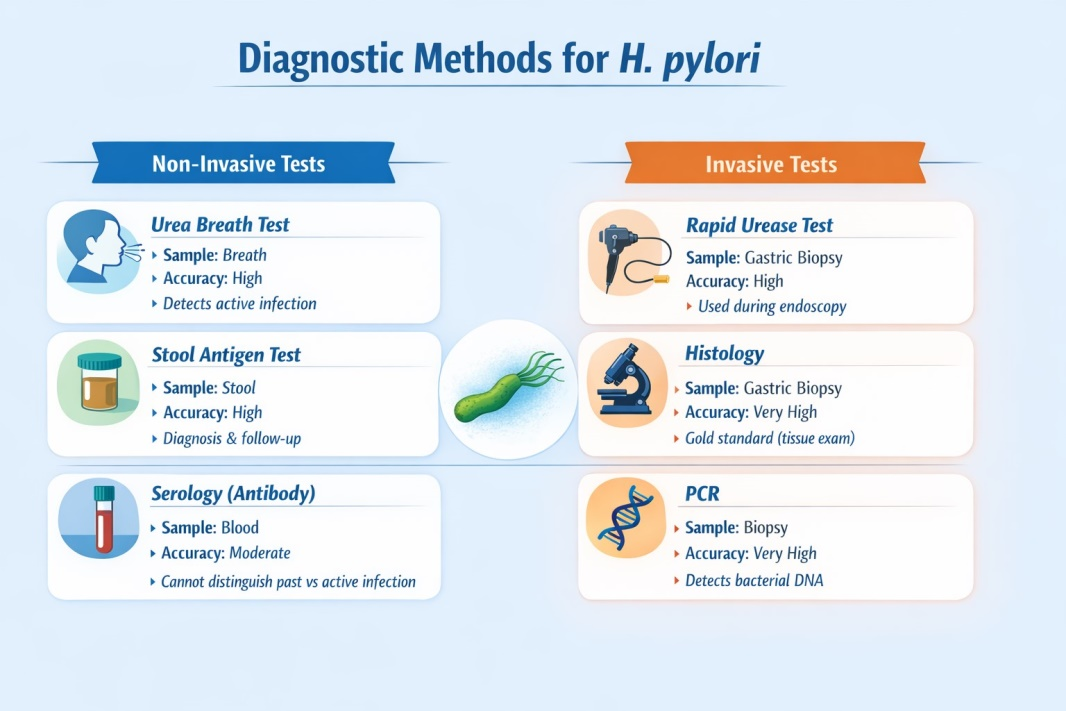 Diagnostic Methods for H. pylori
Non-Invasive Tests
Urea Breath Test
Sample: Breath
Accuracy: High
Detects active infection
Stool Antigen Test
Sample: Stool
Accuracy: High
Diagnosis & follow-up
Serology (Antibody)
Sample: Blood
Accuracy: Moderate
Cannot distinguish past vs active infection
Invasive Tests
Rapid Urease Test
Sample: Gastric Biopsy
Accuracy: High
Used during endoscopy
Histology
Sample: Gastric Biopsy
Accuracy: Very High
Gold standard (tissue exam)
PCR
Sample: Biopsy
Accuracy: Very High
Detects bacterial DNA